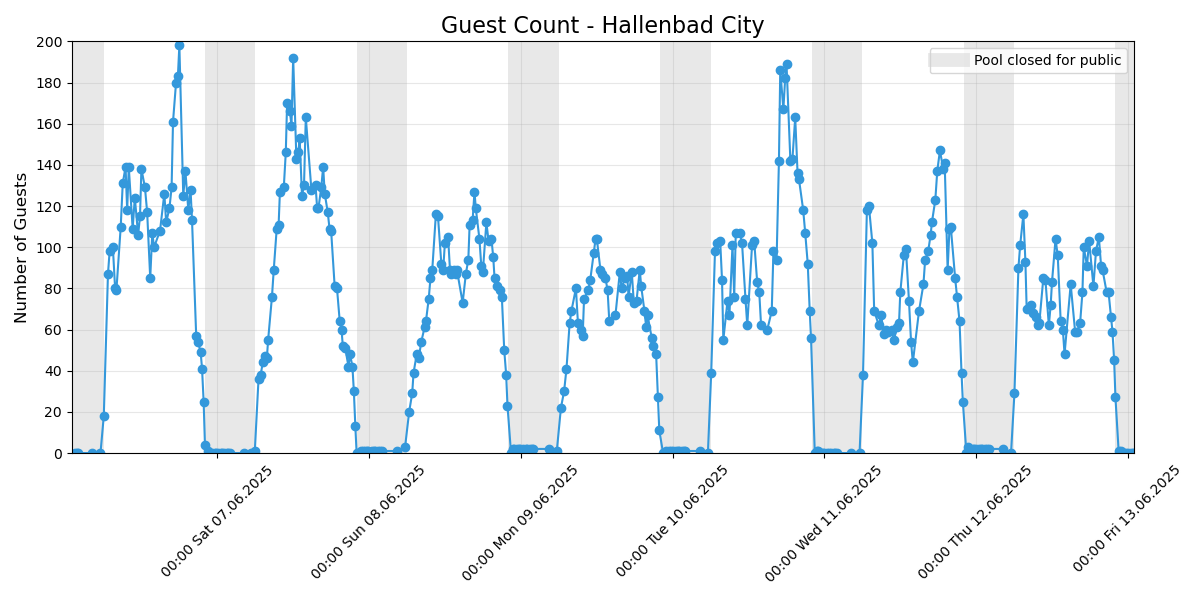 Guest Count - Hallenbad City
Pool closed for public
Number of Guests
200
180
160
140
120
100
80
60
40
20
0
00:00 Sat 07.06.2025
00:00 Sun 08.06.2025
00:00 Mon 09.06.2025
00:00 Tue 10.06.2025
00:00 Wed 11.06.2025
00:00 Thu 12.06.2025
00:00 Fri 13.06.2025